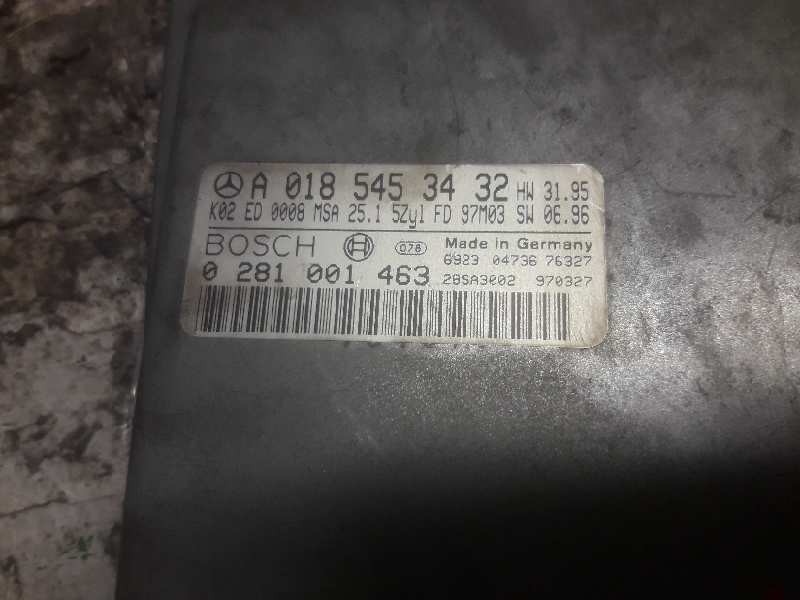 A 018 545 34 32 HW 31.95
K02 ED 0008 MSA 25.1 5Zyl FD 97M03 SW 06.96
BOSCH 078 Made in Germany
0 281 001 463 6923 04736 76327
28SA3002 970327